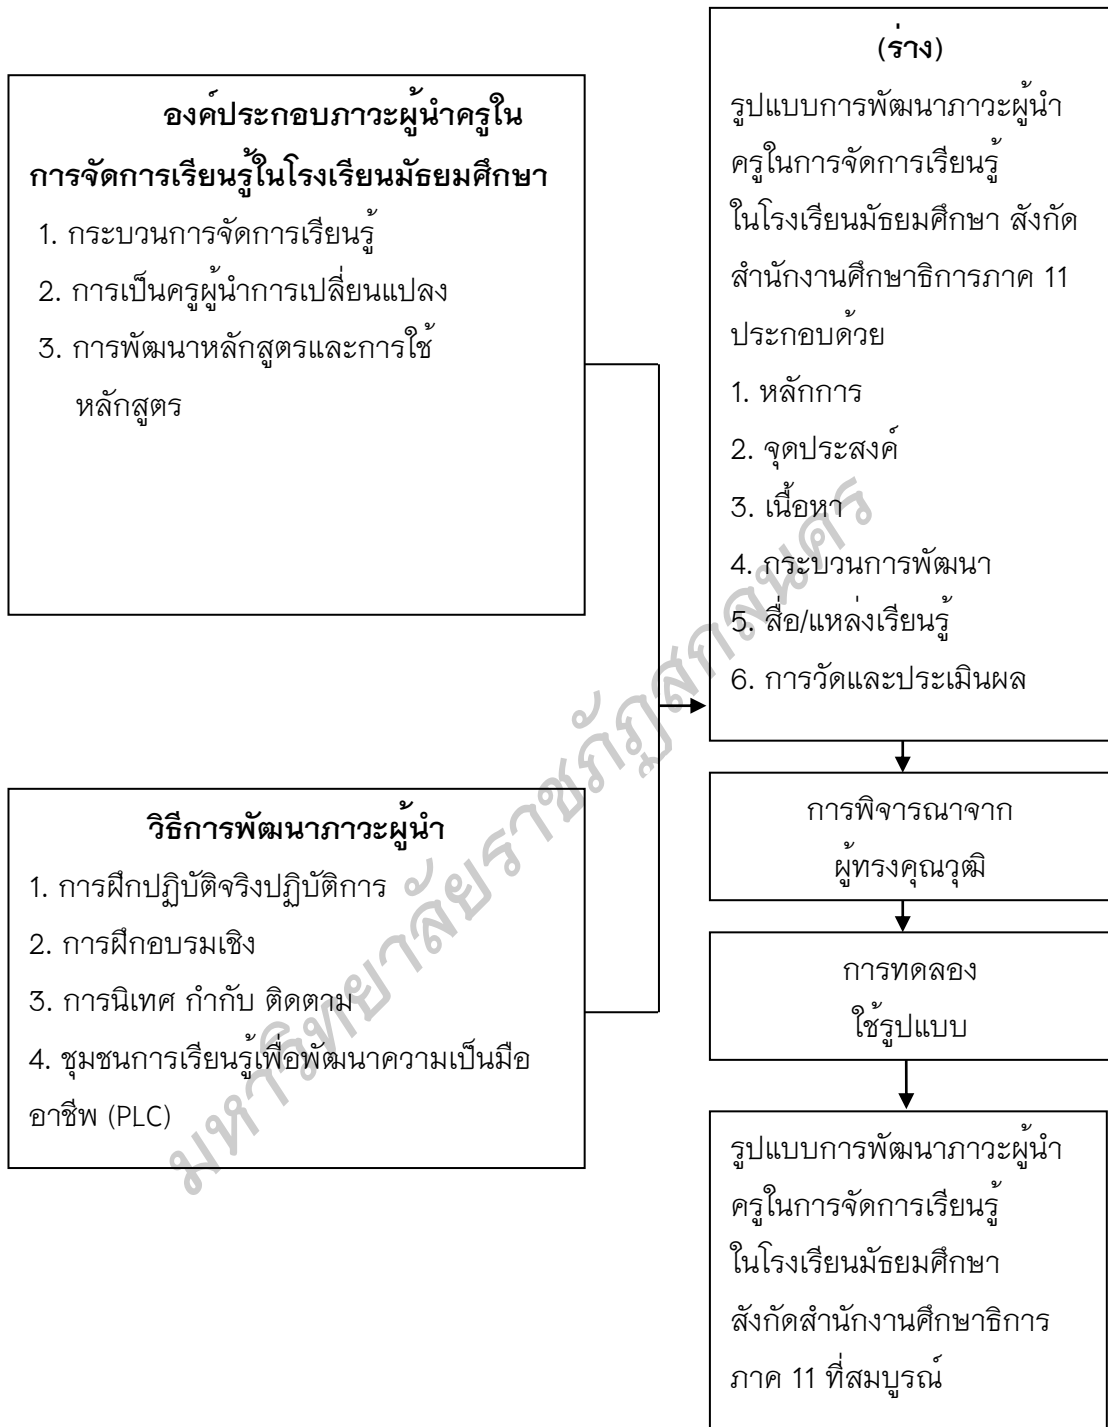 องค์ประกอบภาวะผู้นำครูใน
การจัดการเรียนรู้ในโรงเรียนมัธยมศึกษา
1. กระบวนการจัดการเรียนรู้
2. การเป็นครูผู้นำการเปลี่ยนแปลง
3. การพัฒนาหลักสูตรและการใช้
หลักสูตร
วิธีการพัฒนาภาวะผู้นำ
1. การฝึกปฏิบัติจริงปฏิบัติการ
2. การฝึกอบรมเชิง
3. การนิเทศ กำกับ ติดตาม
4. ชุมชนการเรียนรู้เพื่อพัฒนาความเป็นมือ
อาชีพ (PLC)
(ร่าง)
รูปแบบการพัฒนาภาวะผู้นำ
ครูในการจัดการเรียนรู้
ในโรงเรียนมัธยมศึกษา สังกัด
สำนักงานศึกษาธิการภาค 11
ประกอบด้วย
1. หลักการ
2. จุดประสงค์
3. เนื้อหา
4. กระบวนการพัฒนา
5. สื่อ/แหล่งเรียนรู้
6. การวัดและประเมินผล
การพิจารณาจาก
ผู้ทรงคุณวุฒิ
การทดลอง
ใช้รูปแบบ
รูปแบบการพัฒนาภาวะผู้นำ
ครูในการจัดการเรียนรู้
ในโรงเรียนมัธยมศึกษา
สังกัดสำนักงานศึกษาธิการ
ภาค 11 ที่สมบูรณ์
มหาวิทยาลัยราชภัฏสกลนคร